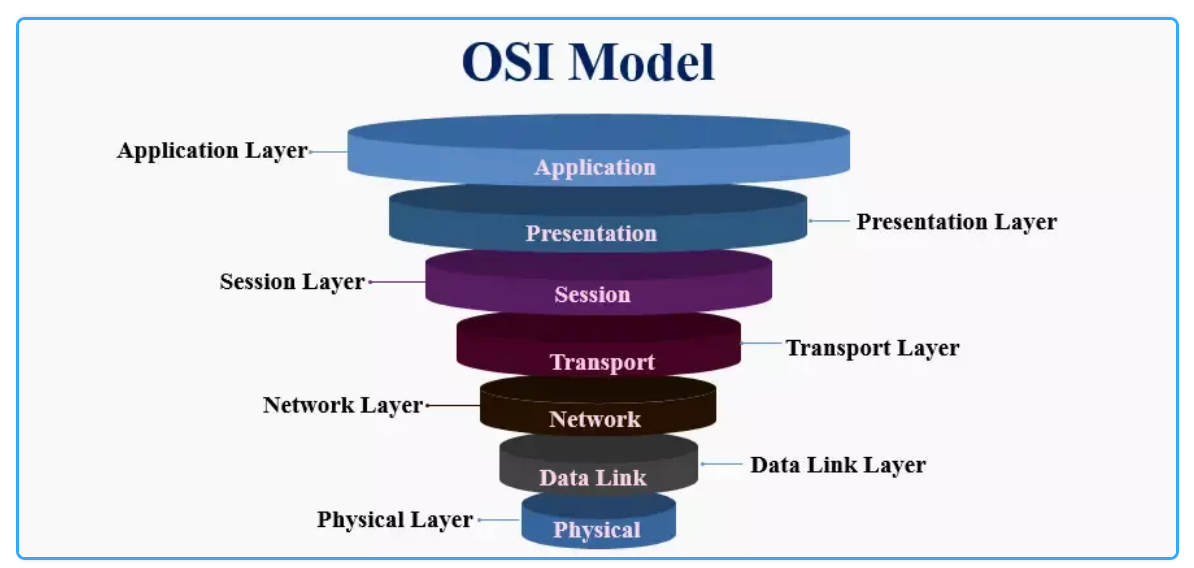 OSI Model
Application Layer
Application
Presentation Layer
Presentation
Session Layer
Session
Transport Layer
Transport
Network Layer
Network
Data Link Layer
Data Link
Physical Layer
Physical